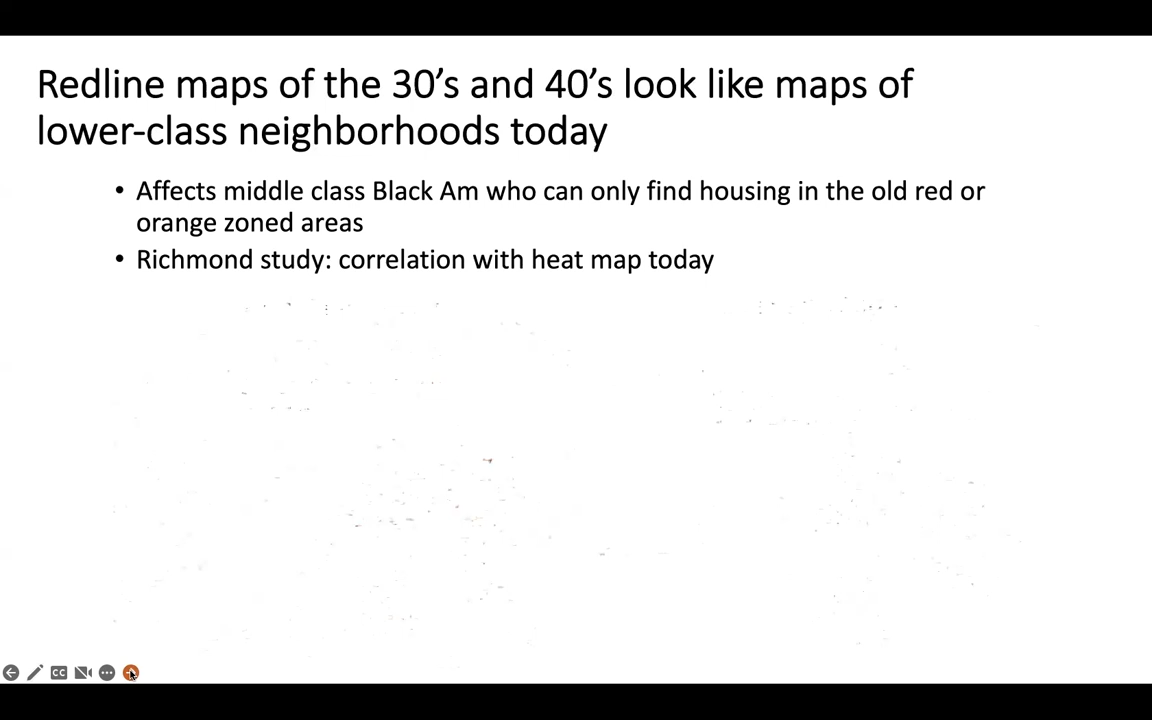 Redline maps of the 30’s and 40’s look like maps of
lower-class neighborhoods today
• Affects middle class Black Am who can only find housing in the old red or
orange zoned areas
• Richmond study: correlation with heat map today
CC